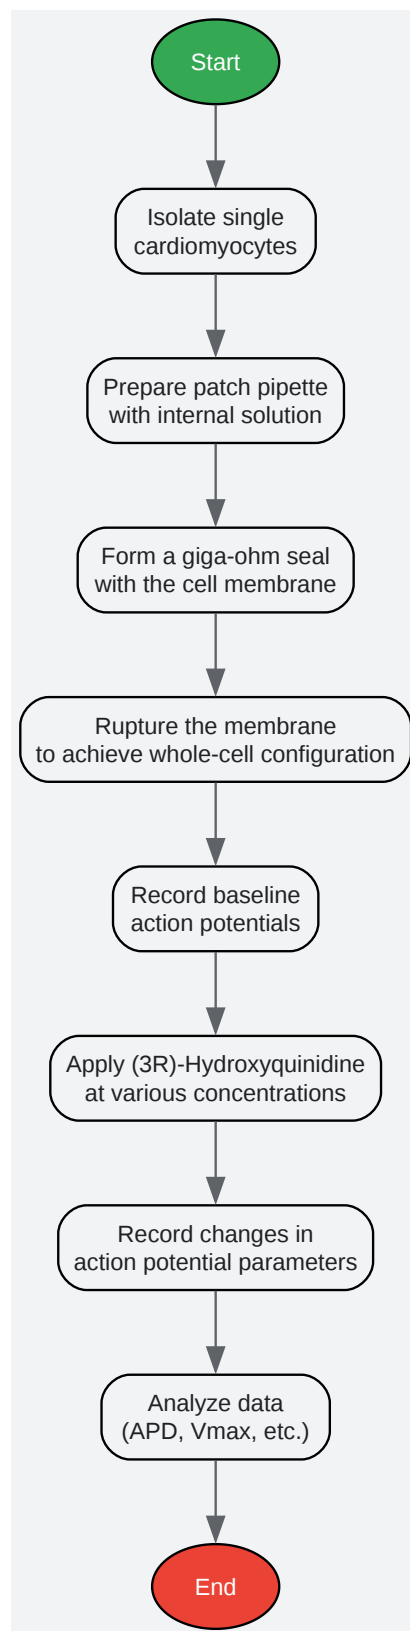 Start
Isolate single
cardiomyocytes
Prepare patch pipette
with internal solution
Form a giga-ohm seal
with the cell membrane
Rupture the membrane
to achieve whole-cell configuration
Record baseline
action potentials
Apply (3R)-Hydroxyquinidine
at various concentrations
Record changes in
action potential parameters
Analyze data
(APD, Vmax, etc.)
End